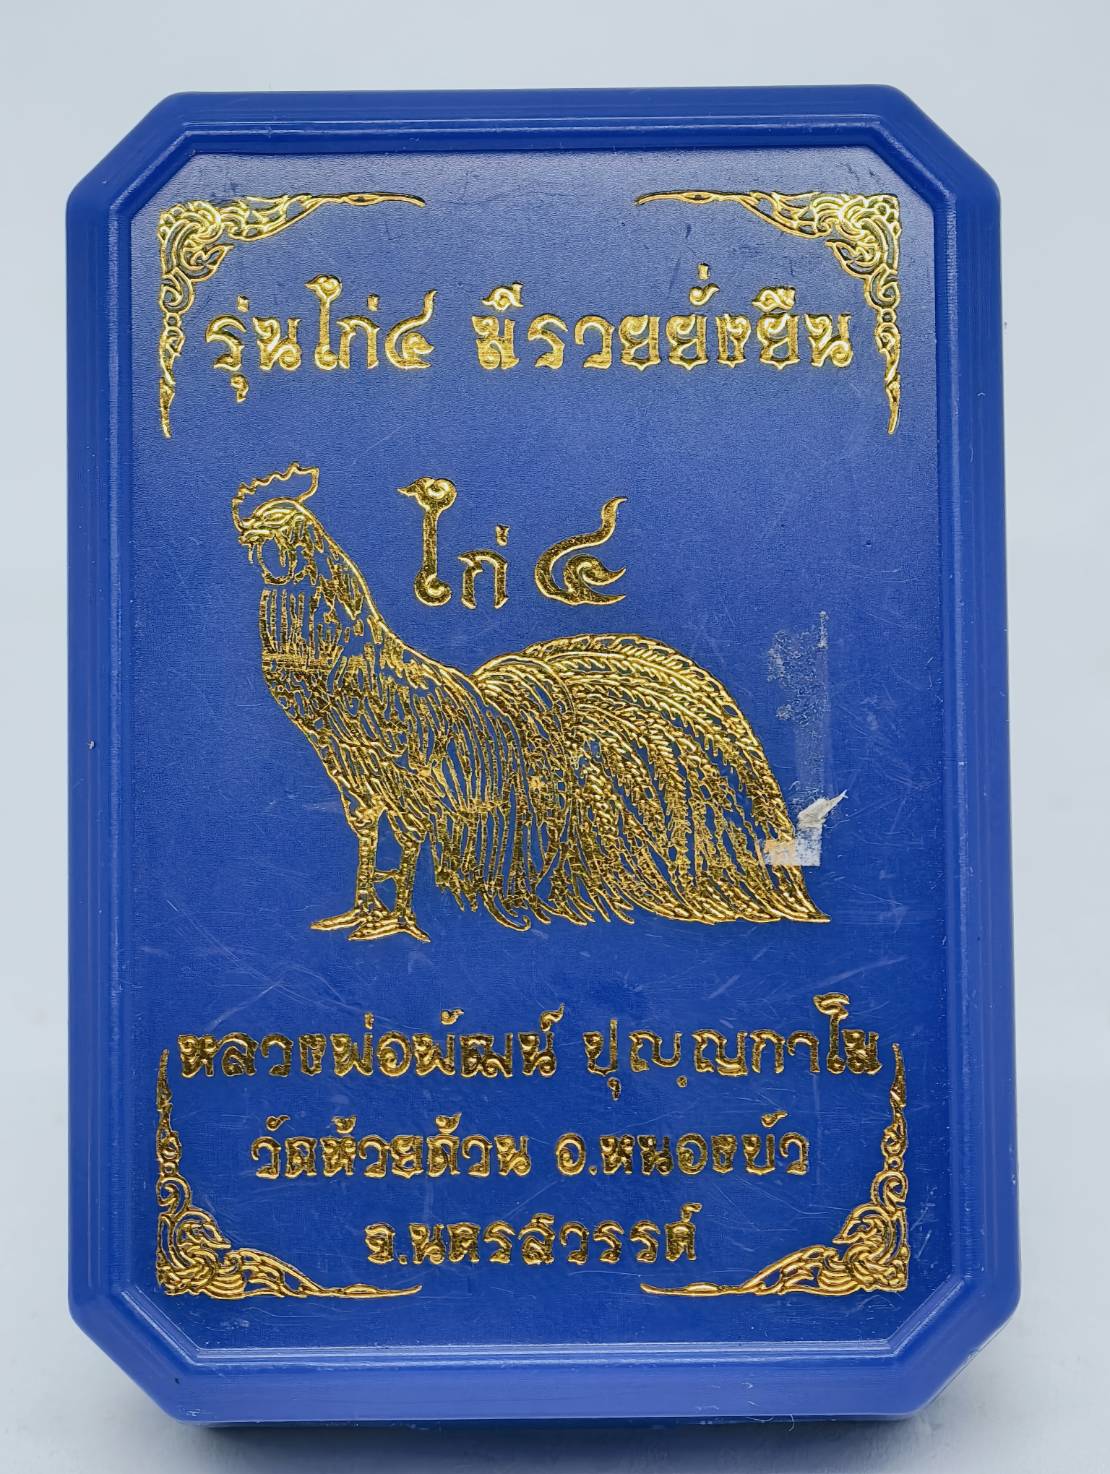 รุ่นไก่๔ มีรวยยั่งยืน
ไก่ ๔
หลวงพ่อพัฒน์ ปุญฺญกาโม
วัดห้วยด้วน อ.หนองบัว
จ.นครสวรรค์